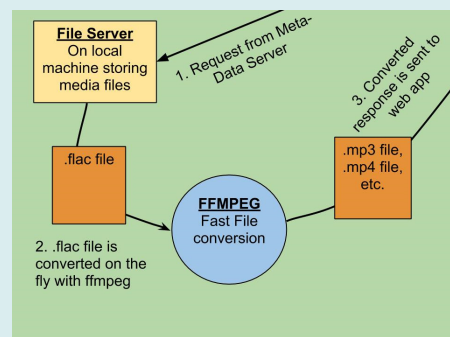 File Server
On local
machine storing
media files
1. Request from Meta-
Data Server
3. Converted
response is sent to
web app
.flac file
.mp3 file,
.mp4 file,
etc.
FFMPEG
Fast File
conversion
2. .flac file is
converted on the
fly with ffmpeg